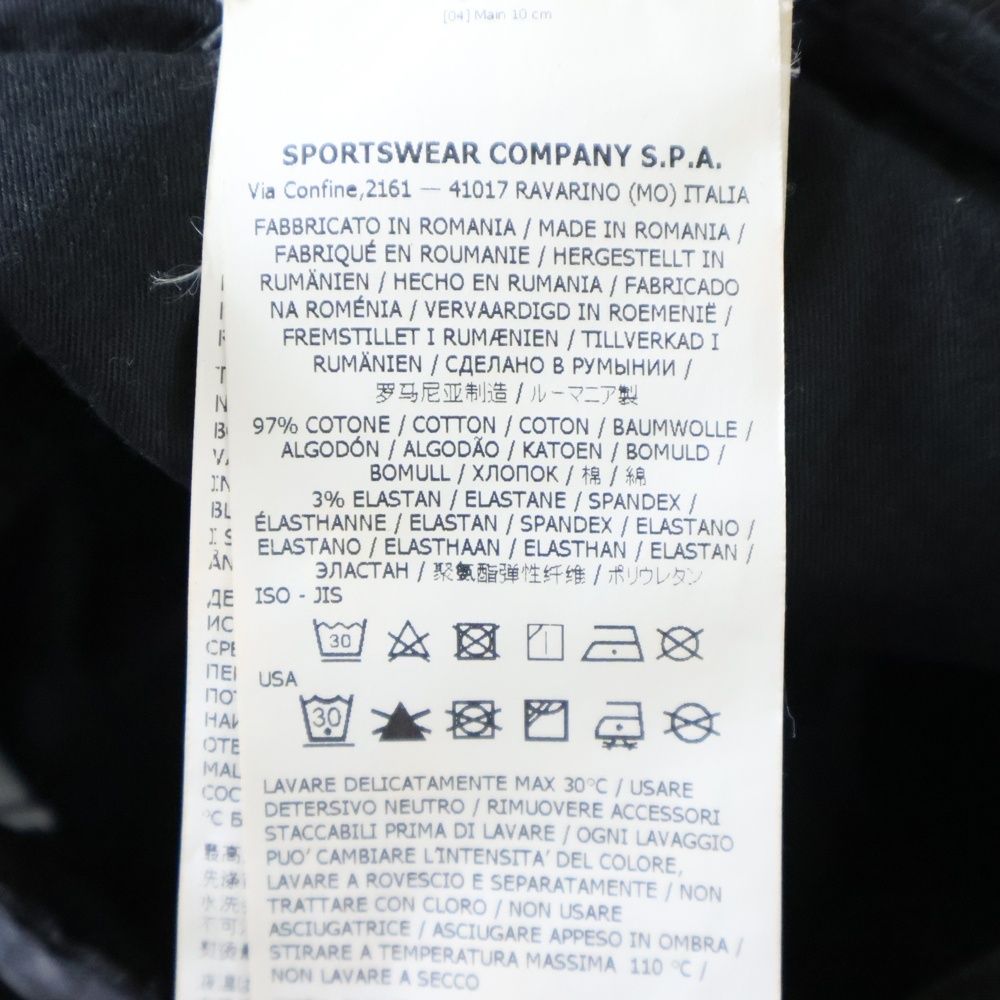 [04] Main 10 cm
SPORTSWEAR COMPANY S.P.A.
Via Confine,2161 — 41017 RAVARINO (MO) ITALIA
FABBRICATO IN ROMANIA / MADE IN ROMANIA /
FABRIQUÉ EN ROUMANIE / HERGESTELLT IN
RUMÄNIEN / HECHO EN RUMANIA / FABRICADO
NA ROMÉNIA / VERVAARDIGD IN ROEMENIË /
FREMSTILLET I RUMÆNIEN / TILLVERKAD I
RUMÄNIEN / СДЕЛАНО В РУМЫНИИ /
罗马尼亚制造 / ルーマニア製
97% COTONE / COTTON / COTON / BAUMWOLLE /
ALGODÓN / ALGODÃO / KATOEN / BOMULD /
BOMULL / ХЛОПОК / 棉 / 綿
3% ELASTAN / ELASTANE / SPANDEX /
ÉLASTHANNE / ELASTAN / SPANDEX / ELASTANO /
ELASTANO / ELASTHAAN / ELASTHAN / ELASTAN /
ЭЛАСТАН / 聚氨酯弹性纤维 / ポリウレタン
ISO - JIS
30
USA
30
LAVARE DELICATAMENTE MAX 30°C / USARE
DETERSIVO NEUTRO / RIMUOVERE ACCESSORI
STACCABILI PRIMA DI LAVARE / OGNI LAVAGGIO
PUO' CAMBIARE L'INTENSITA' DEL COLORE,
LAVARE A ROVESCIO E SEPARATAMENTE / NON
TRATTARE CON CLORO / NON USARE
ASCIUGATRICE / ASCIUGARE APPESO IN OMBRA /
STIRARE A TEMPERATURA MASSIMA 110 °C /
NON LAVARE A SECCO